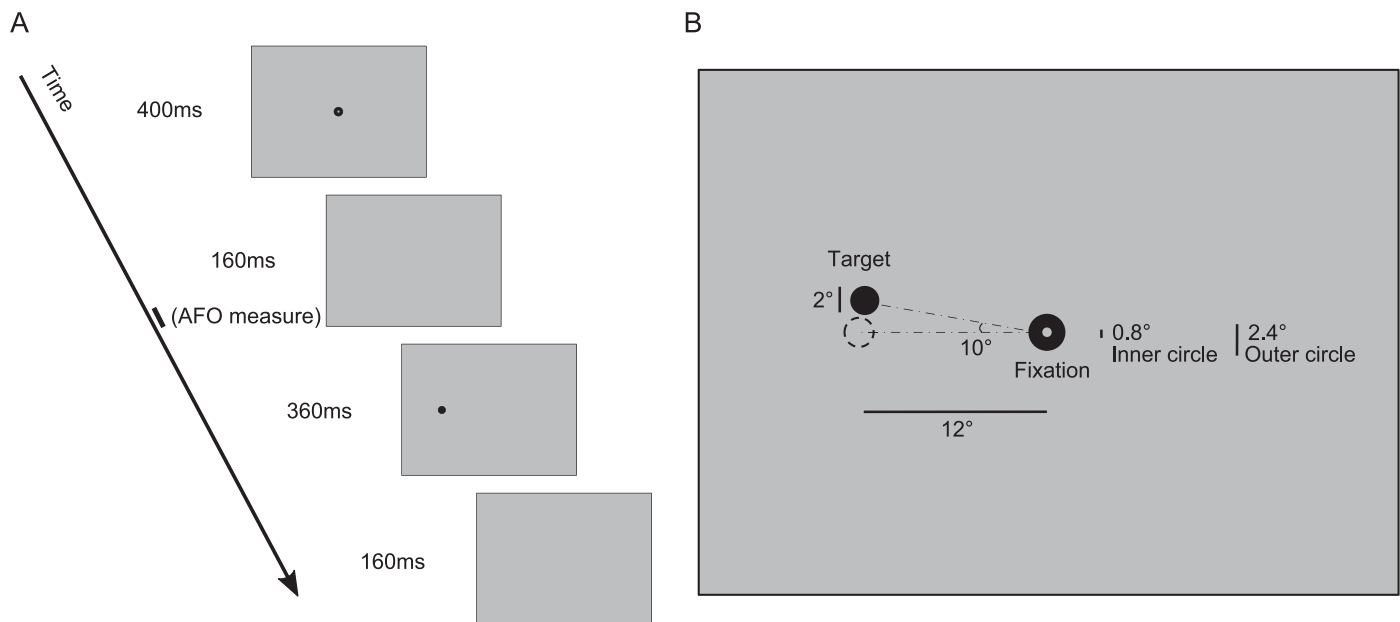 A
Time
400ms
160ms
(AFO measure)
360ms
160ms
B
Target
2°
10°
Fixation
0.8°
Inner circle
2.4°
Outer circle
12°